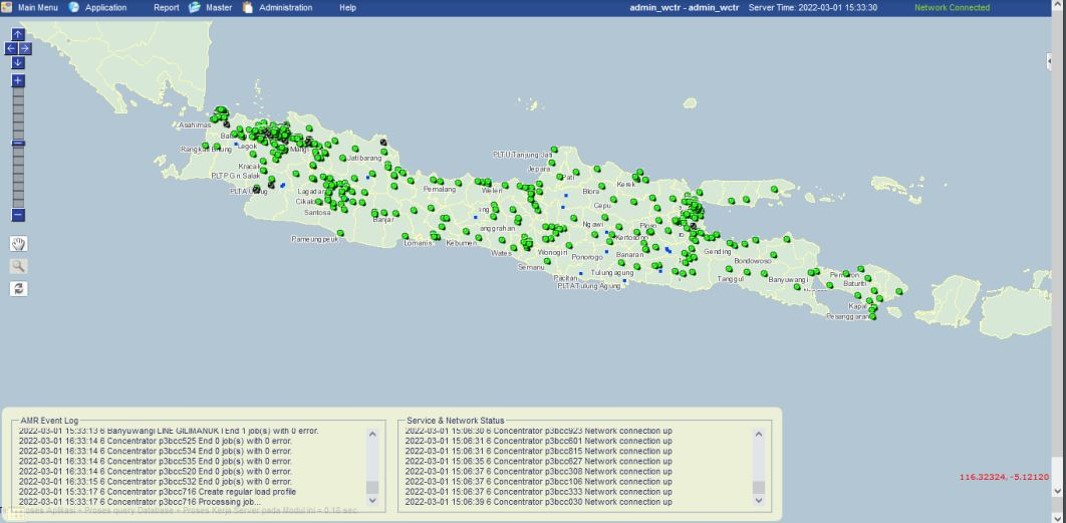 Main Menu Application Report Master Administration Help admin_wctr - admin_wctr Server Time: 2022-03-01 15:33:30 Network Connected
Asahimas
Rangkas
Legok
Kracak
PLTP Gn.Salak
Jatibarang
Cikalo
Santosa
Banjar
Rameungpeuk
Pemalang
Weleri
PLTU Tanjung Jati
Jepara
Pati
Blora
Kerek
Cepu
anggrahan
Lomanis
Kebumen
Wates
Wonogiri
Semanu
Ngawi
Kertosono
Ponorogo
Banaran
Pacitan
Tulungagung
PLTA Tulung Agung
Gending
Bondowoso
Tanggul
Banyuwangi
Baturiti
Kapal
Pesanggaran
AMR Event Log
2022-03-01 15:33:13 6 Banyuwangi LINE GILIMANUK I End 1 job(s) with 0 error.
2022-03-01 16:33:14 6 Concentrator p3bcc525 End 0 job(s) with 0 error.
2022-03-01 16:33:14 6 Concentrator p3bcc534 End 0 job(s) with 0 error.
2022-03-01 16:33:14 6 Concentrator p3bcc535 End 0 job(s) with 0 error.
2022-03-01 16:33:14 6 Concentrator p3bcc520 End 0 job(s) with 0 error.
2022-03-01 16:33:15 6 Concentrator p3bcc532 End 0 job(s) with 0 error.
2022-03-01 16:33:17 6 Concentrator p3bcc716 Create regular load profile
2022-03-01 15:33:17 6 Concentrator p3bcc716 Processing job...
Service & Network Status
2022-03-01 15:06:30 6 Concentrator p3bcc923 Network connection up
2022-03-01 15:06:31 6 Concentrator p3bcc601 Network connection up
2022-03-01 15:06:31 6 Concentrator p3bcc815 Network connection up
2022-03-01 15:06:35 6 Concentrator p3bcc627 Network connection up
2022-03-01 15:06:37 6 Concentrator p3bcc308 Network connection up
2022-03-01 15:06:37 6 Concentrator p3bcc106 Network connection up
2022-03-01 15:06:37 6 Concentrator p3bcc333 Network connection up
2022-03-01 15:06:39 6 Concentrator p3bcc030 Network connection up
116.32324, -5.12120
Proses Aplikasi + Proses query Database + Proses Kerja Server pada Modul ini = 0.10 sec.